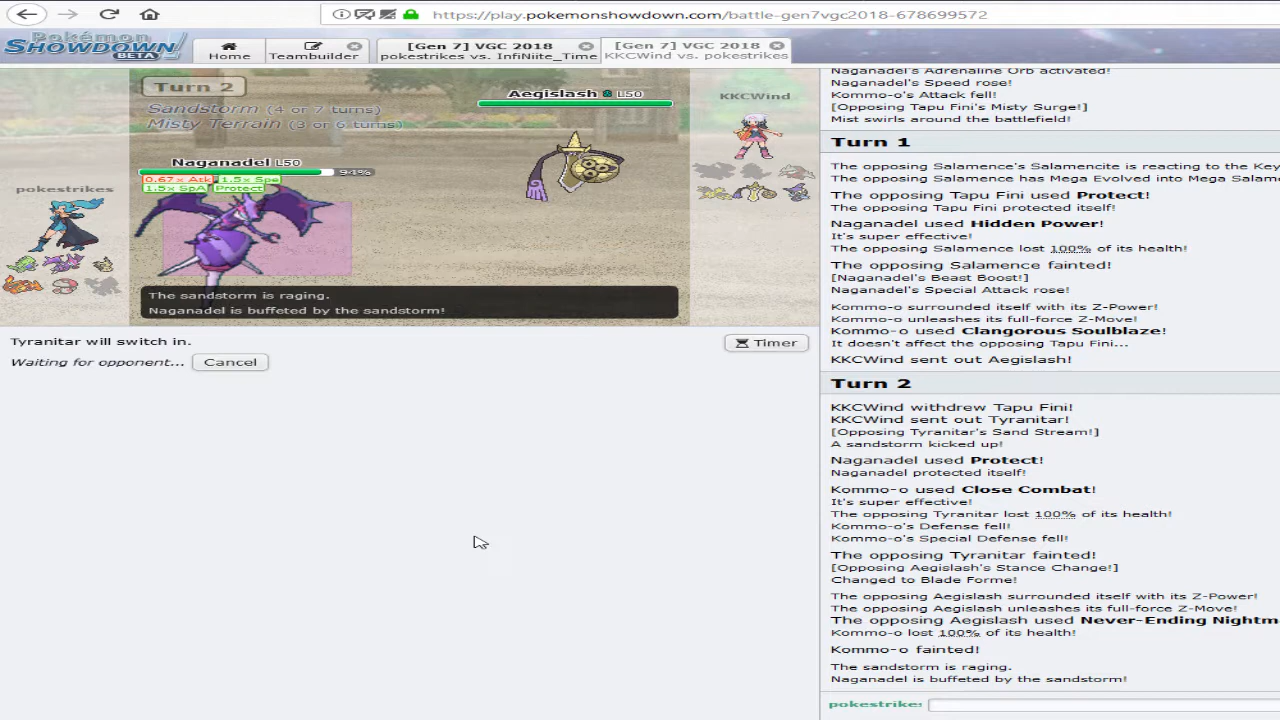 https://play.pokemonshowdown.com/battle-gen7vgc2018-678699572
Pokémon
SHOWDOWN
BETA
Home
Teambuilder
[Gen 7] VGC 2018
pokestrikes vs. InfiNiite_Time
[Gen 7] VGC 2018
KKCWind vs. pokestrikes
Turn 2
Sandstorm (4 or 7 turns)
Misty Terrain (3 or 6 turns)
Aegislash L50
KKCWind
Naganadel L50
94%
0.67× Atk 1.5× Spe
1.5× SpA Protect
pokestrikes
The sandstorm is raging.
Naganadel is buffeted by the sandstorm!
Tyranitar will switch in.
Waiting for opponent... Cancel
Timer
Naganadel's Adrenaline Orb activated!
Naganadel's Speed rose!
Kommo-o's Attack fell!
[Opposing Tapu Fini's Misty Surge!]
Mist swirls around the battlefield!
Turn 1
The opposing Salamence's Salamencite is reacting to the Key
The opposing Salamence has Mega Evolved into Mega Salame
The opposing Tapu Fini used Protect!
The opposing Tapu Fini protected itself!
Naganadel used Hidden Power!
It's super effective!
The opposing Salamence lost 100% of its health!
The opposing Salamence fainted!
[Naganadel's Beast Boost!]
Naganadel's Special Attack rose!
Kommo-o surrounded itself with its Z-Power!
Kommo-o unleashes its full-force Z-Move!
Kommo-o used Clangorous Soulblaze!
It doesn't affect the opposing Tapu Fini...
KKCWind sent out Aegislash!
Turn 2
KKCWind withdrew Tapu Fini!
KKCWind sent out Tyranitar!
[Opposing Tyranitar's Sand Stream!]
A sandstorm kicked up!
Naganadel used Protect!
Naganadel protected itself!
Kommo-o used Close Combat!
It's super effective!
The opposing Tyranitar lost 100% of its health!
Kommo-o's Defense fell!
Kommo-o's Special Defense fell!
The opposing Tyranitar fainted!
[Opposing Aegislash's Stance Change!]
Changed to Blade Forme!
The opposing Aegislash surrounded itself with its Z-Power!
The opposing Aegislash unleashes its full-force Z-Move!
The opposing Aegislash used Never-Ending Nightm
Kommo-o lost 100% of its health!
Kommo-o fainted!
The sandstorm is raging.
Naganadel is buffeted by the sandstorm!
pokestrikes: